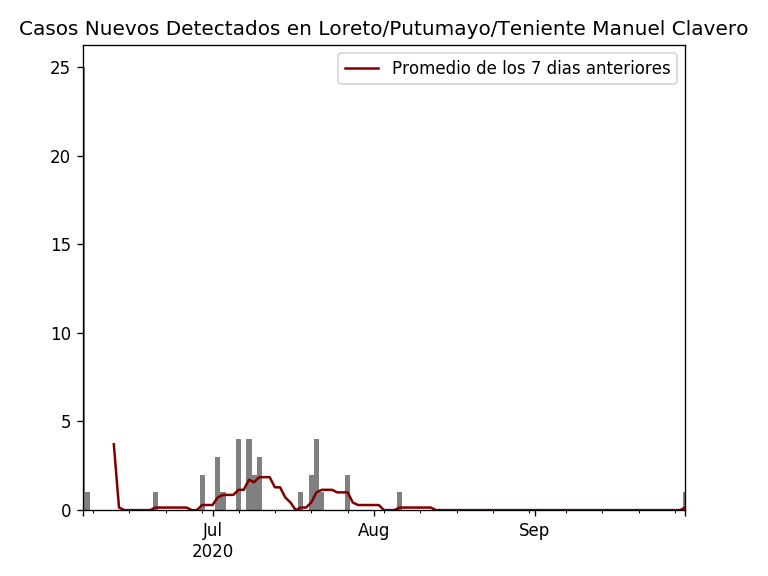 Casos Nuevos Detectados en Loreto/Putumayo/Teniente Manuel Clavero
Promedio de los 7 dias anteriores
25
20
15
10
5
0
Jul
2020
Aug
Sep